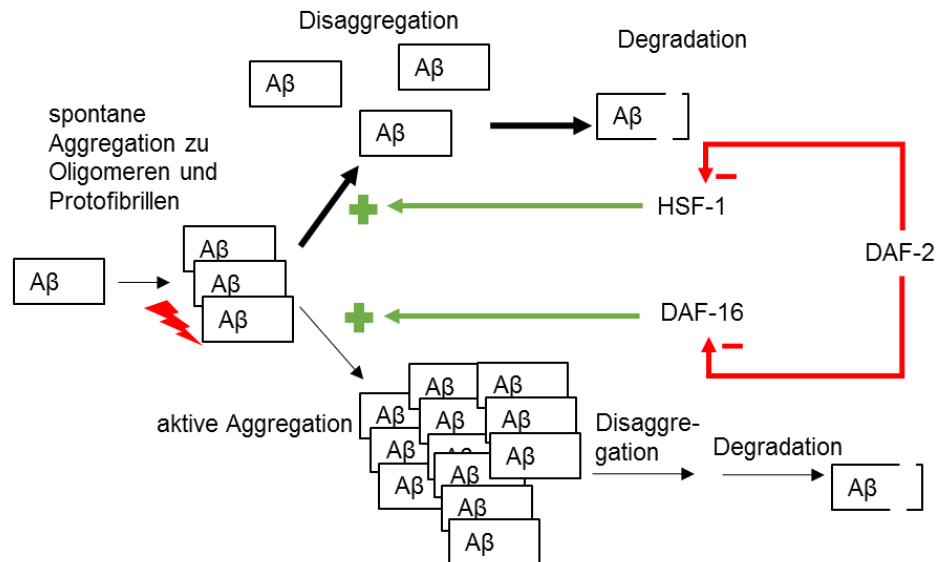 Disaggregation
Degradation
Aβ
Aβ
Aβ
Aβ
spontane
Aggregation zu
Oligomeren und
Protofibrillen
HSF-1
DAF-2
Aβ
Aβ
Aβ
Aβ
DAF-16
aktive Aggregation
Aβ
Aβ
Aβ
Aβ
Aβ
Aβ
Aβ
Aβ
Aβ
Aβ
Aβ
Aβ
Disaggre-
gation
Degradation
Aβ